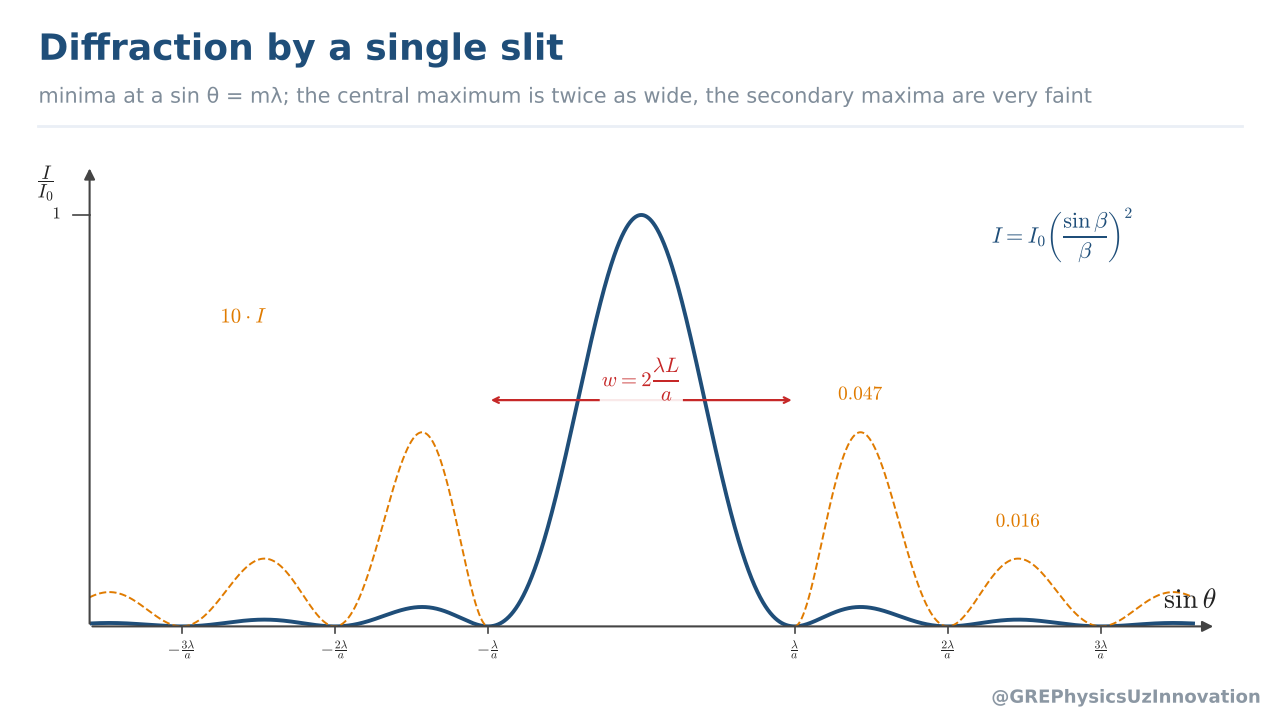 Diffraction by a single slit
minima at a sin θ = mλ; the central maximum is twice as wide, the secondary maxima are very faint
I/I₀
1
I = I₀(sin β/β)²
10 · I
w = 2λL/a
0.047
0.016
sin θ
−3λ/a −2λ/a −λ/a λ/a 2λ/a 3λ/a
@GREPhysicsUzInnovation